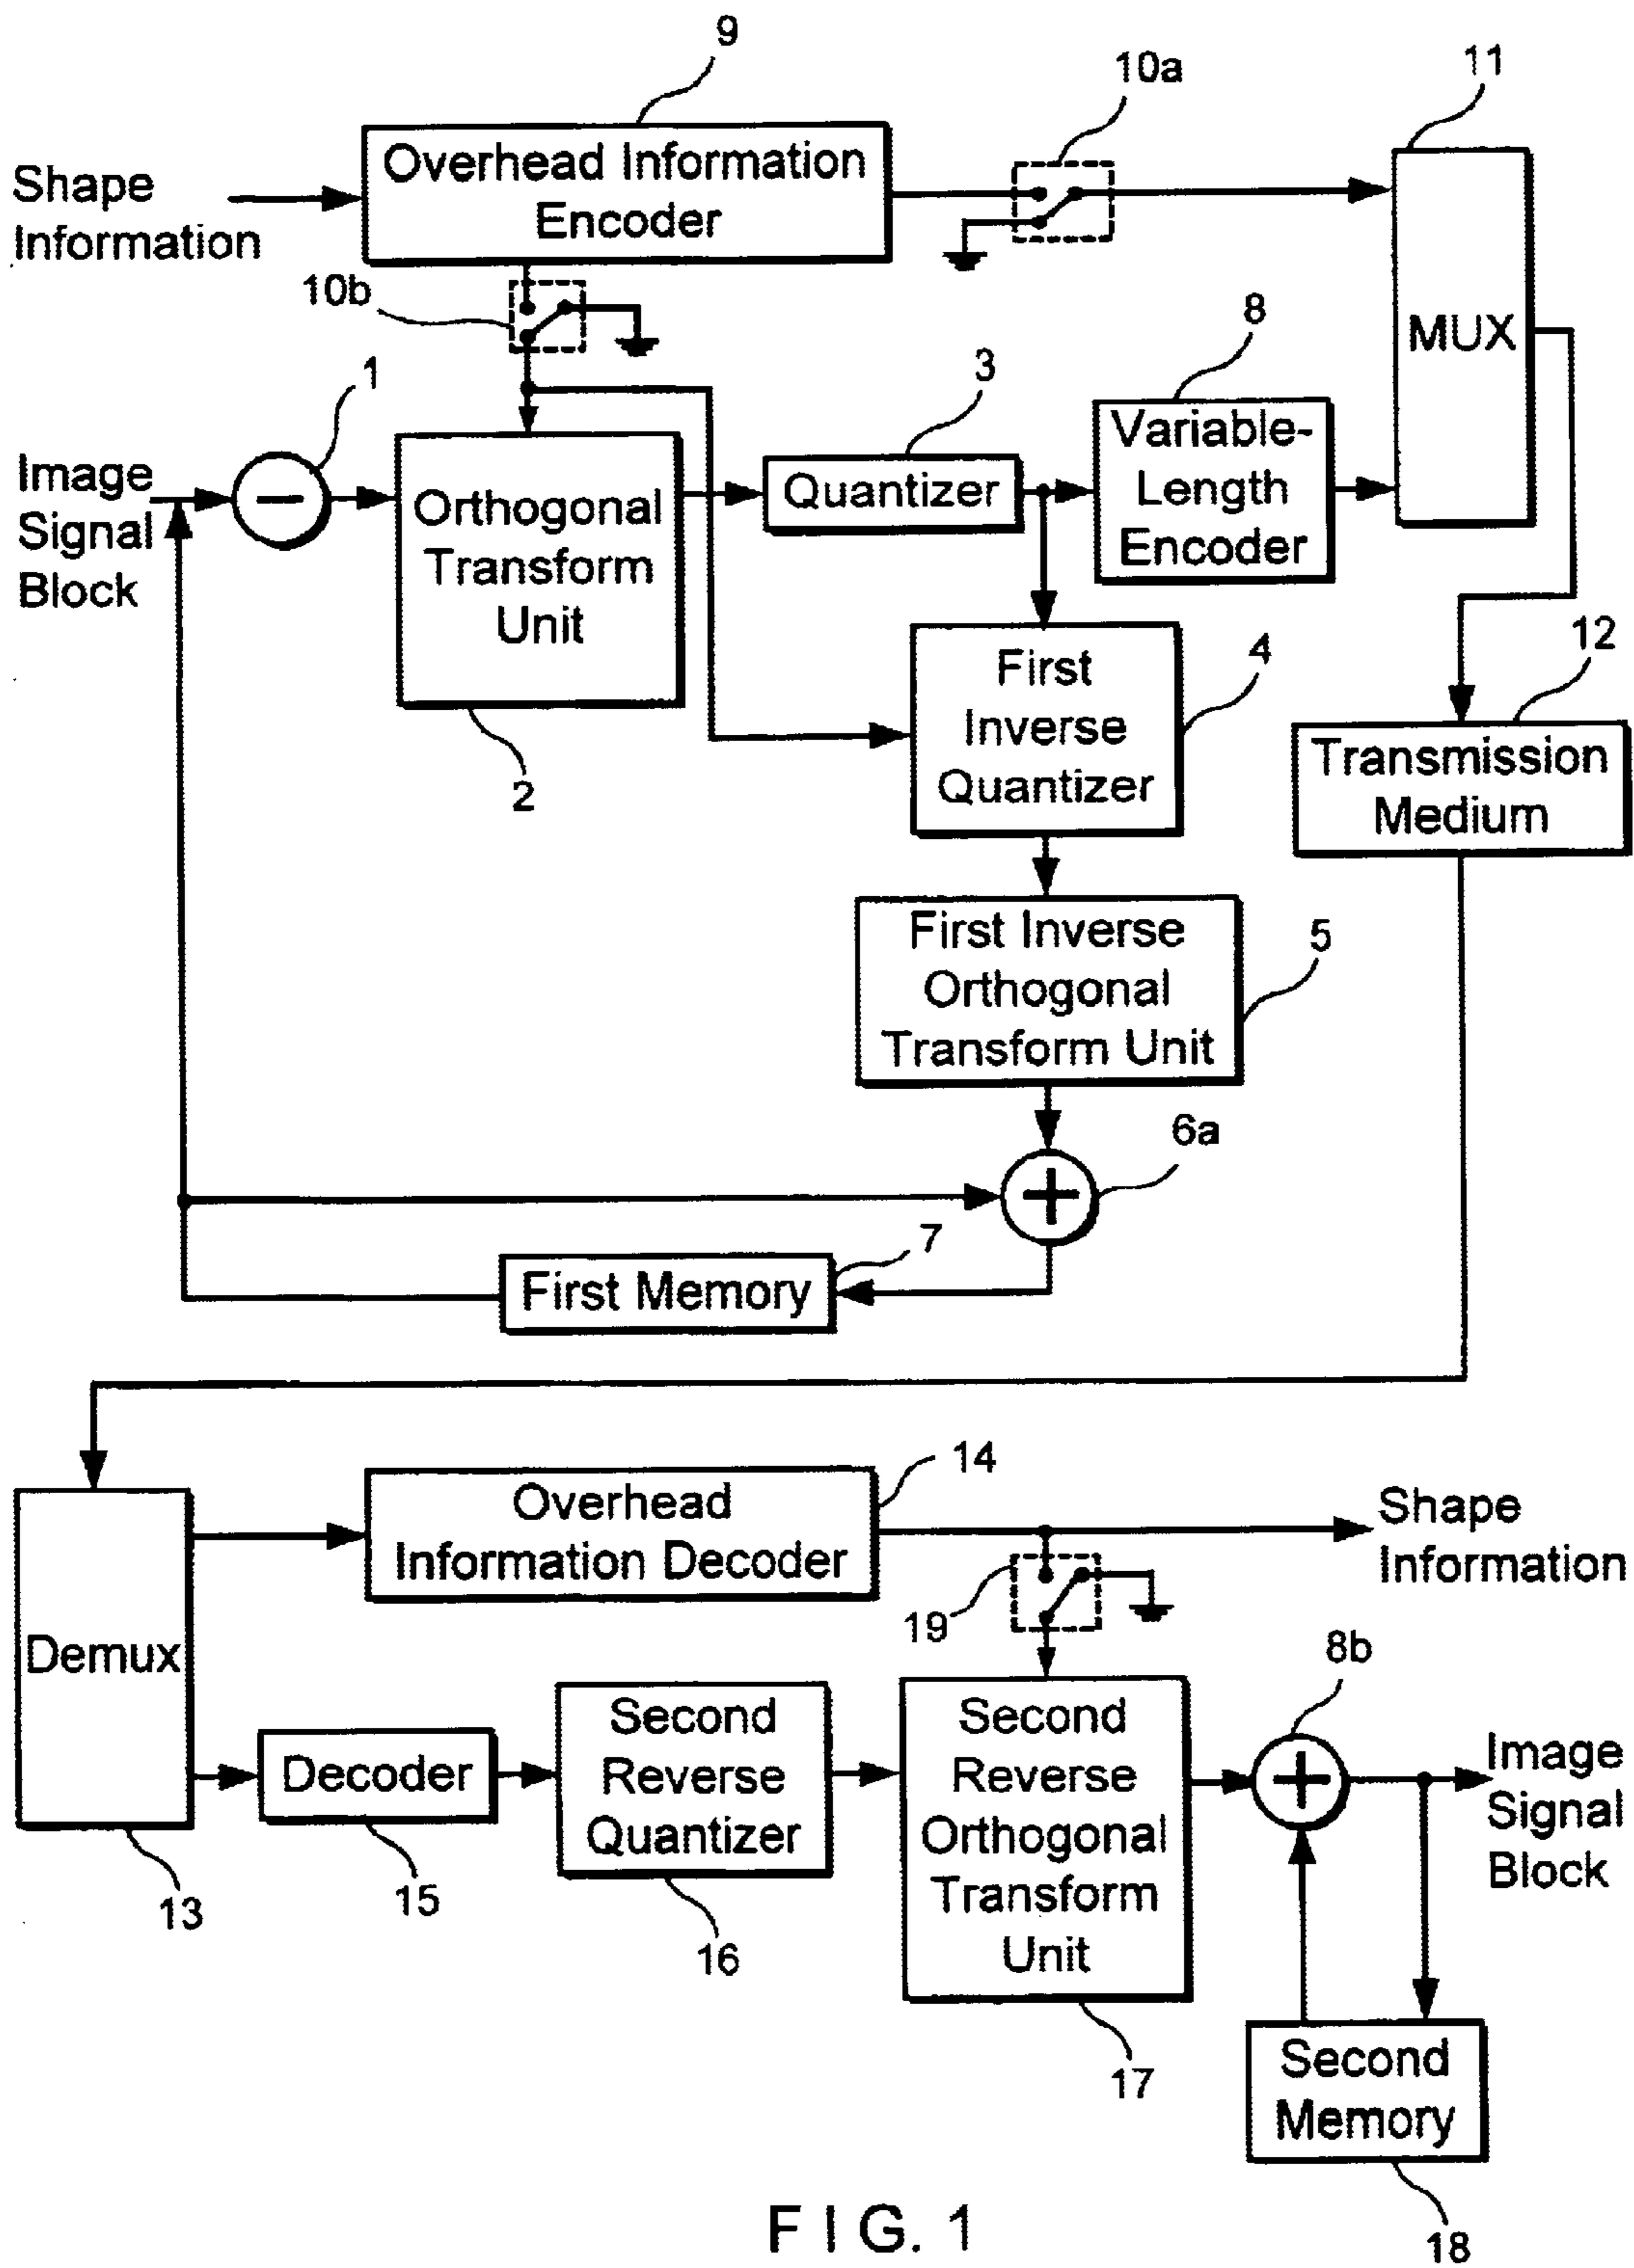 9
10a
11
Shape
Information
Overhead Information
Encoder
10b
MUX
8
3
1
Image
Signal
Block
Orthogonal
Transform
Unit
Quantizer
Variable-
Length
Encoder
2
First
Inverse
Quantizer
4
12
Transmission
Medium
First Inverse
Orthogonal
Transform Unit
5
6a
7
First Memory
14
Overhead
Information Decoder
Shape
Information
19
Demux
8b
Decoder
Second
Reverse
Quantizer
Second
Reverse
Orthogonal
Transform
Unit
Image
Signal
Block
13
15
16
17
Second
Memory
18
FIG. 1